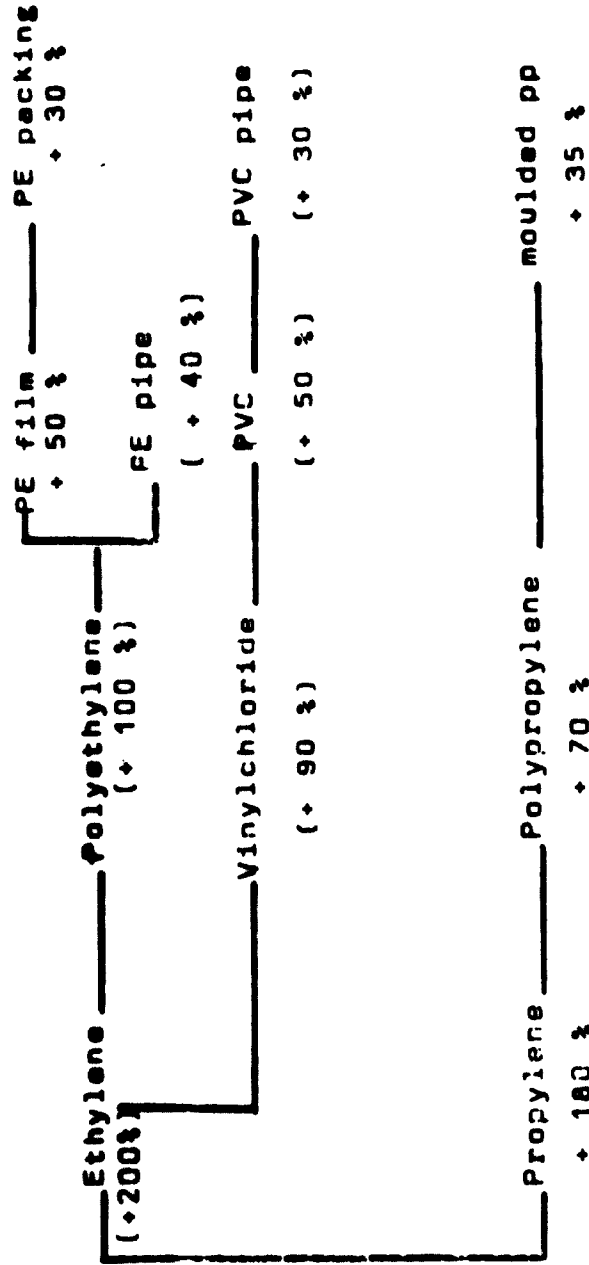 Ethylene
(+200%)
Polyethylene
(+ 100 %)
PE film
+ 50 %
PE packing
+ 30 %
PE pipe
( + 40 %)
Vinylchloride
(+ 90 %)
PVC
(+ 50 %)
PVC pipe
(+ 30 %)
Propylene
+ 180 %
Polypropylene
+ 70 %
moulded pp
+ 35 %